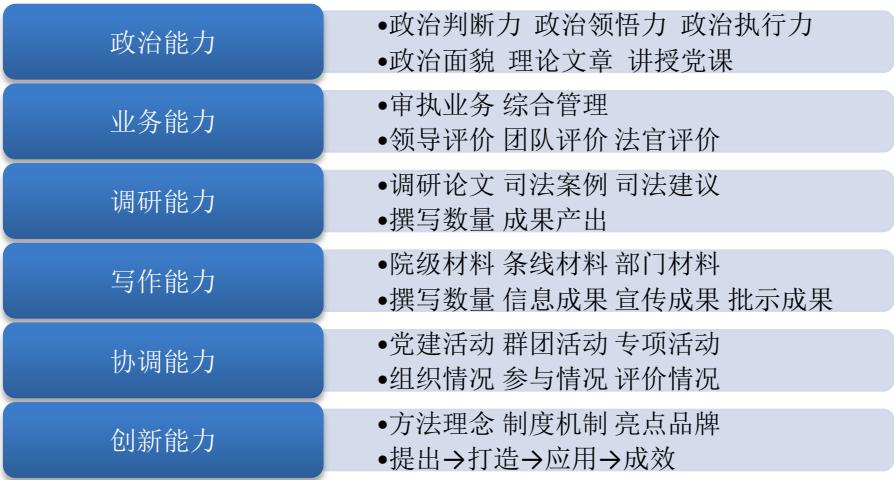 政治能力
•政治判断力 政治领悟力 政治执行力
•政治面貌 理论文章 讲授党课
业务能力
•审执业务 综合管理
•领导评价 团队评价 法官评价
调研能力
•调研论文 司法案例 司法建议
•撰写数量 成果产出
写作能力
•院级材料 条线材料 部门材料
•撰写数量 信息成果 宣传成果 批示成果
协调能力
•党建活动 群团活动 专项活动
•组织情况 参与情况 评价情况
创新能力
•方法理念 制度机制 亮点品牌
•提出→打造→应用→成效